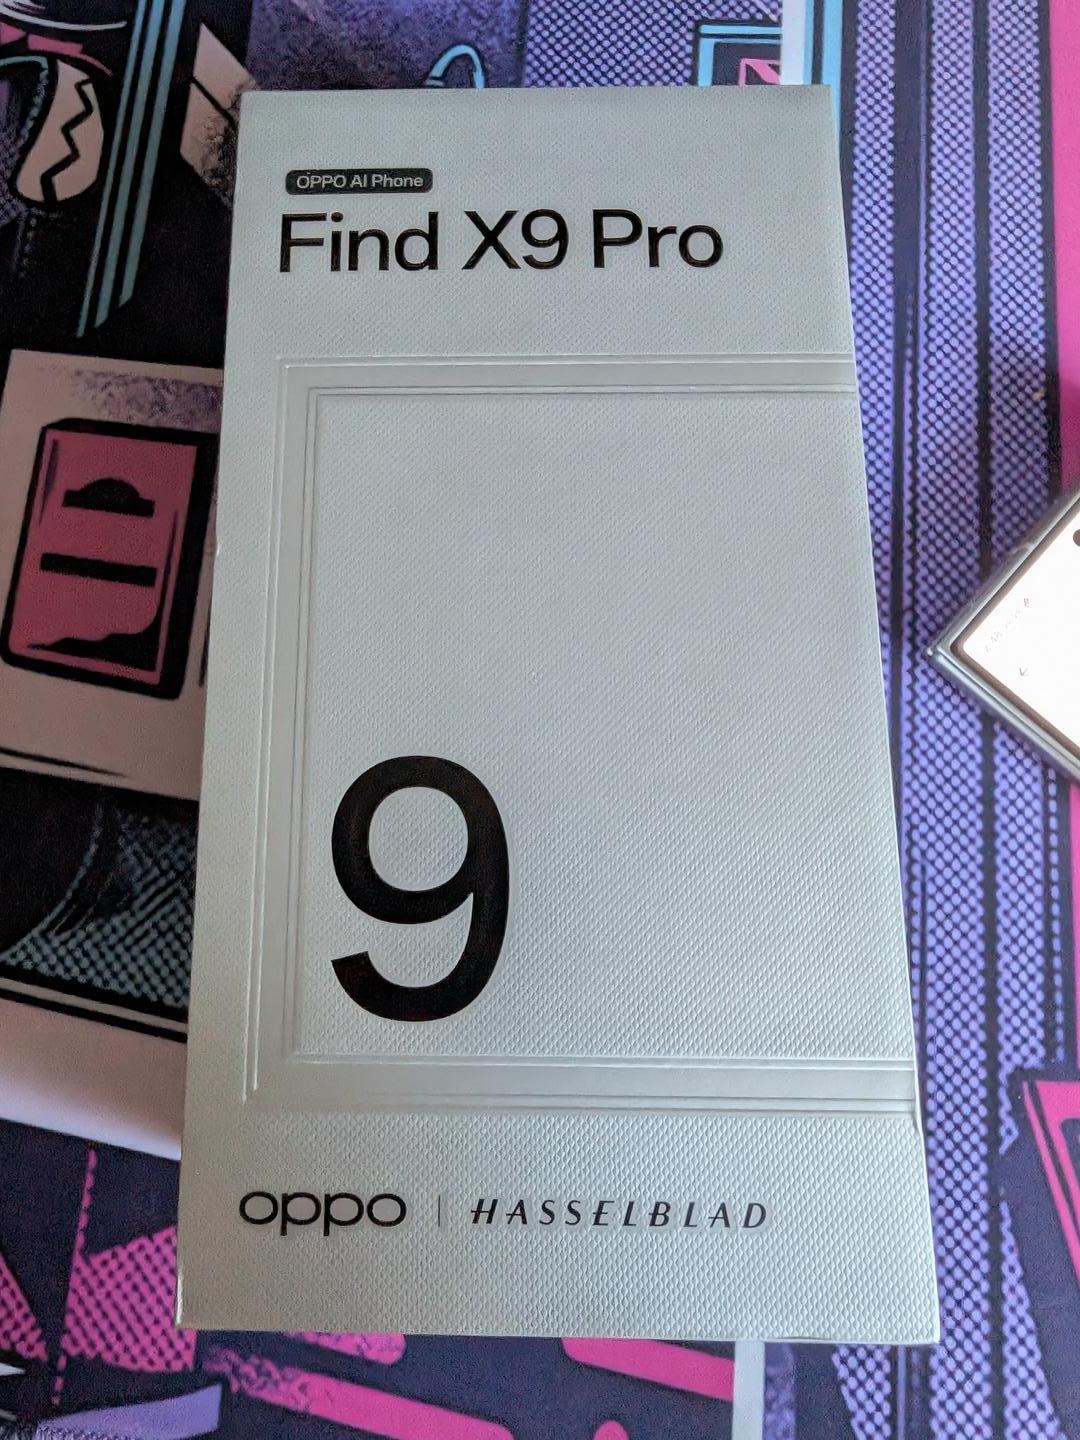 OPPO AI Phone
Find X9 Pro
9
oppo | HASSELBLAD